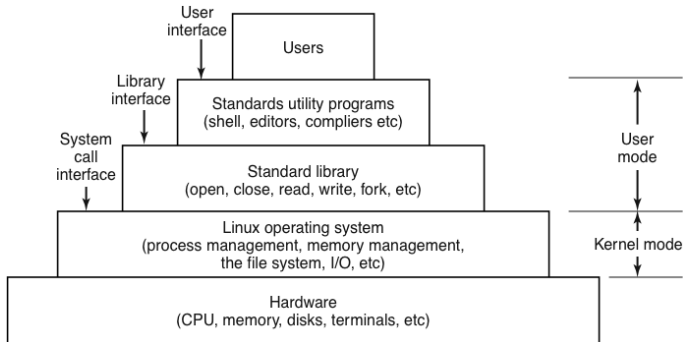 User
interface
Users
Library
interface
Standards utility programs
(shell, editors, compliers etc)
System
call
interface
User
mode
Standard library
(open, close, read, write, fork, etc)
Linux operating system
(process management, memory management,
the file system, I/O, etc)
Kernel mode
Hardware
(CPU, memory, disks, terminals, etc)